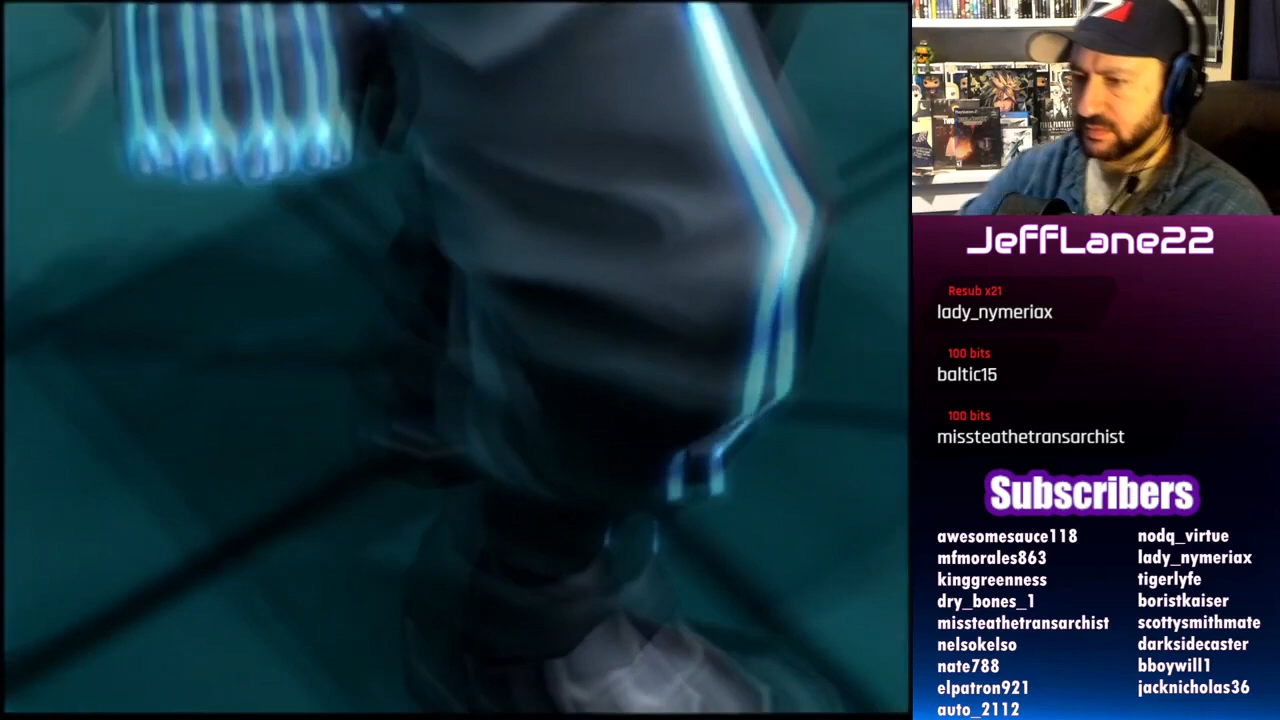 JeffLane22
Resub x21
lady_nymeriax
100 bits
baltic15
100 bits
missteathetransarchist
Subscribers
awesomesauce118
mfmorales863
kinggreenness
dry_bones_1
missteathetransarchist
nelsokelso
nate788
elpatron921
auto_2112
nodq_virtue
lady_nymeriax
tigerlyfe
boristkaiser
scottysmithmate
darksidecaster
bboywill1
jacknicholas36